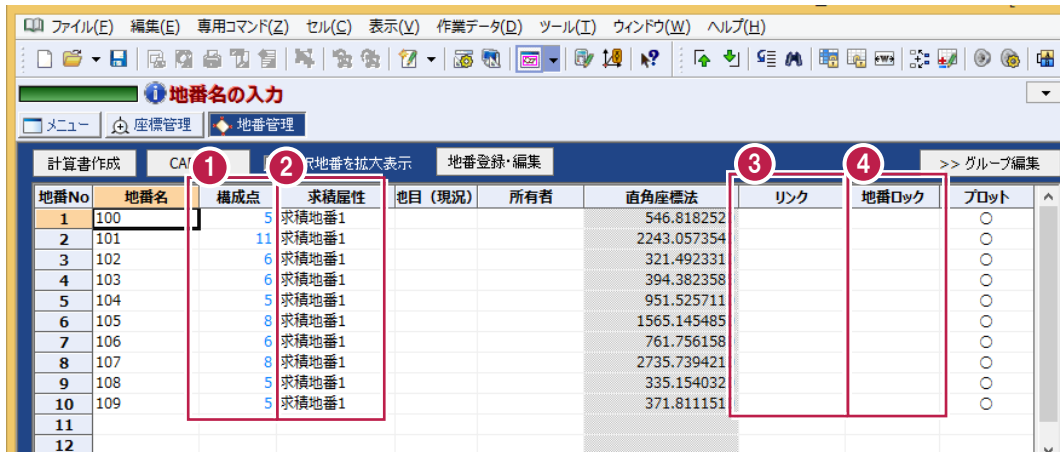 ファイル(F) 編集(E) 専用コマンド(Z) セル(C) 表示(V) 作業データ(D) ツール(T) ウィンドウ(W) ヘルプ(H)
地番名の入力
メニュー 座標管理 地番管理
計算書作成 CA 1 2 択地番を拡大表示 地番登録・編集 3 4 >> グループ編集
地番No 地番名 構成点 求積属性 地目（現況） 所有者 直角座標法 リンク 地番ロック プロット
1 100 5 求積地番1 546.818252 ○
2 101 11 求積地番1 2243.057354 ○
3 102 6 求積地番1 321.492331 ○
4 103 6 求積地番1 394.382358 ○
5 104 5 求積地番1 951.525711 ○
6 105 8 求積地番1 1565.145485 ○
7 106 6 求積地番1 761.756158 ○
8 107 8 求積地番1 2735.739421 ○
9 108 5 求積地番1 335.154032 ○
10 109 5 求積地番1 371.811151 ○
11
12